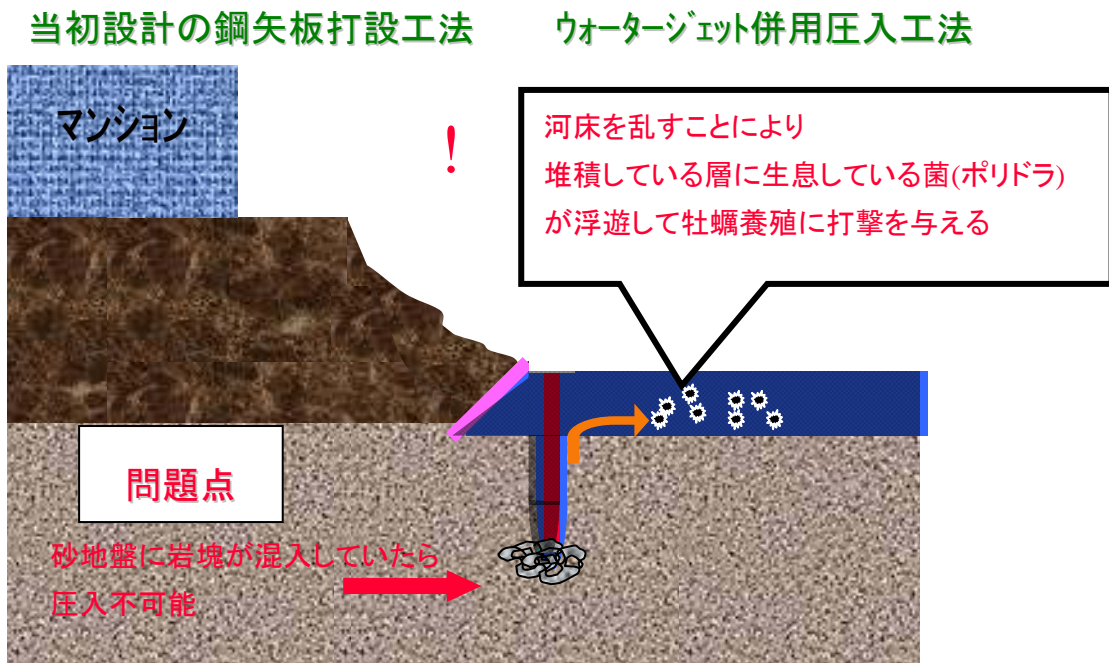 当初設計の鋼矢板打設工法 ｳｫｰﾀｰｼﾞｪｯﾄ併用圧入工法
マンション
！
河床を乱すことにより
堆積している層に生息している菌(ポリドラ)
が浮遊して牡蠣養殖に打撃を与える
問題点
砂地盤に岩塊が混入していたら
圧入不可能